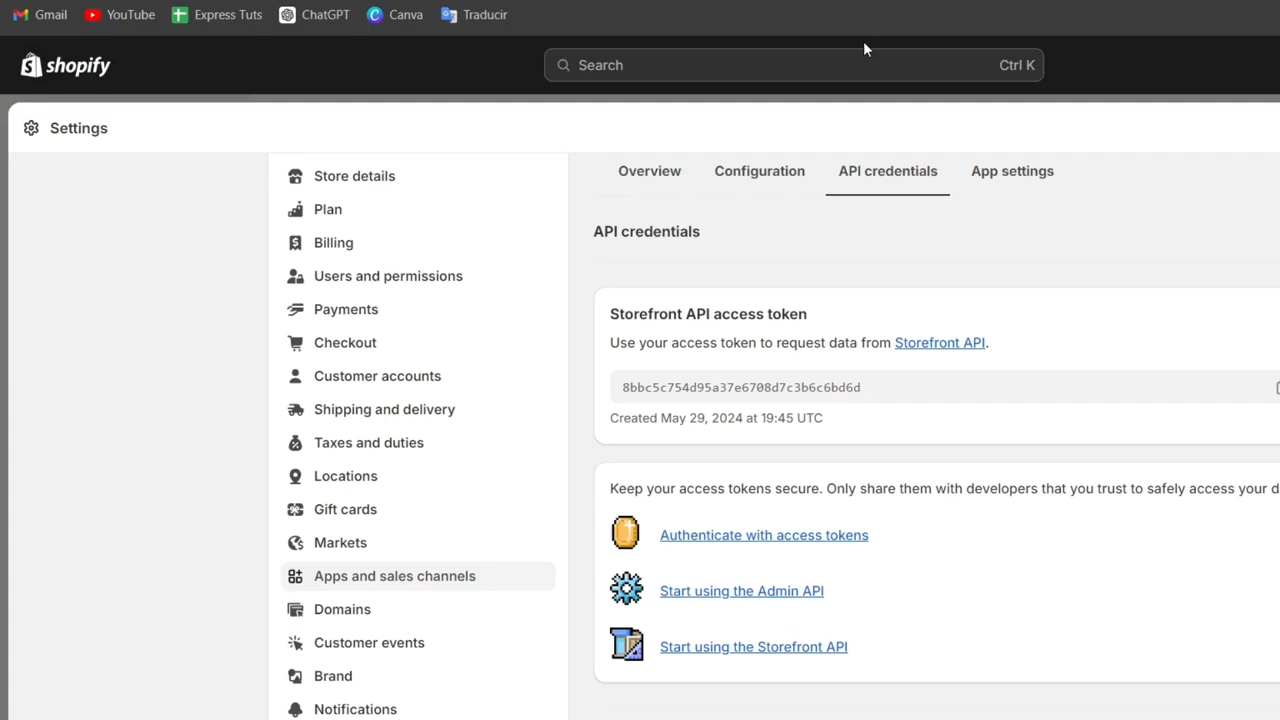 Gmail YouTube Express Tuts ChatGPT Canva Traducir
shopify Search Ctrl K
Settings
Store details
Plan
Billing
Users and permissions
Payments
Checkout
Customer accounts
Shipping and delivery
Taxes and duties
Locations
Gift cards
Markets
Apps and sales channels
Domains
Customer events
Brand
Notifications
Overview Configuration API credentials App settings
API credentials
Storefront API access token
Use your access token to request data from Storefront API.
8bbc5c754d95a37e6708d7c3b6c6bd6d
Created May 29, 2024 at 19:45 UTC
Keep your access tokens secure. Only share them with developers that you trust to safely access your d
Authenticate with access tokens
Start using the Admin API
Start using the Storefront API